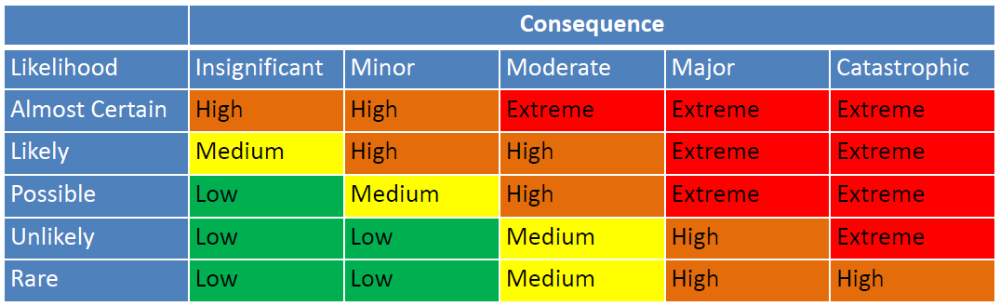 Consequence
Likelihood Insignificant Minor Moderate Major Catastrophic
Almost Certain High High Extreme Extreme Extreme
Likely Medium High High Extreme Extreme
Possible Low Medium High Extreme Extreme
Unlikely Low Low Medium High Extreme
Rare Low Low Medium High High